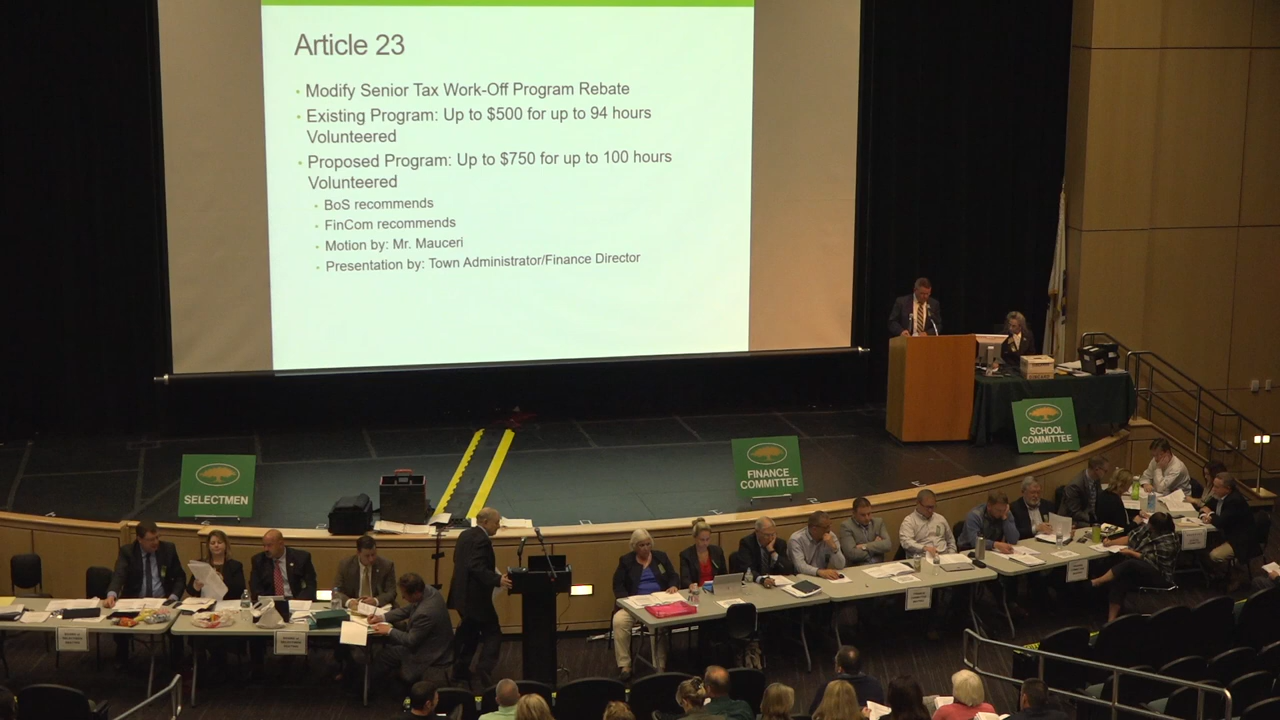 Article 23
Modify Senior Tax Work-Off Program Rebate
Existing Program: Up to $500 for up to 94 hours
Volunteered
Proposed Program: Up to $750 for up to 100 hours
Volunteered
BoS recommends
FinCom recommends
Motion by: Mr. Mauceri
Presentation by: Town Administrator/Finance Director
SELECTMEN
FINANCE
COMMITTEE
SCHOOL
COMMITTEE